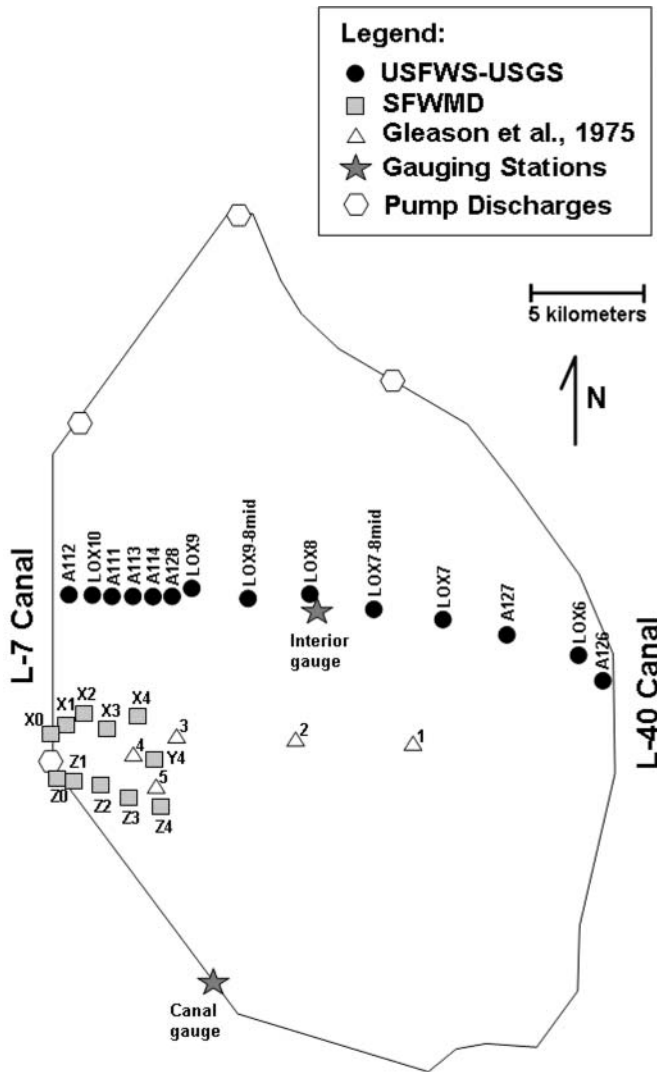 Legend:
USFWS-USGS
SFWMD
Gleason et al., 1975
Gauging Stations
Pump Discharges
5 kilometers
N
L-7 Canal
A112
LOX10
A111
A113
A114
A128
LOX9
LOX9-8mid
LOX8
LOX7-8mid
LOX7
A127
LOX6
A126
L-40 Canal
Interior
gauge
X0
X1
X2
X3
X4
3
2
1
4
Y4
5
Z0
Z1
Z2
Z3
Z4
Canal
gauge